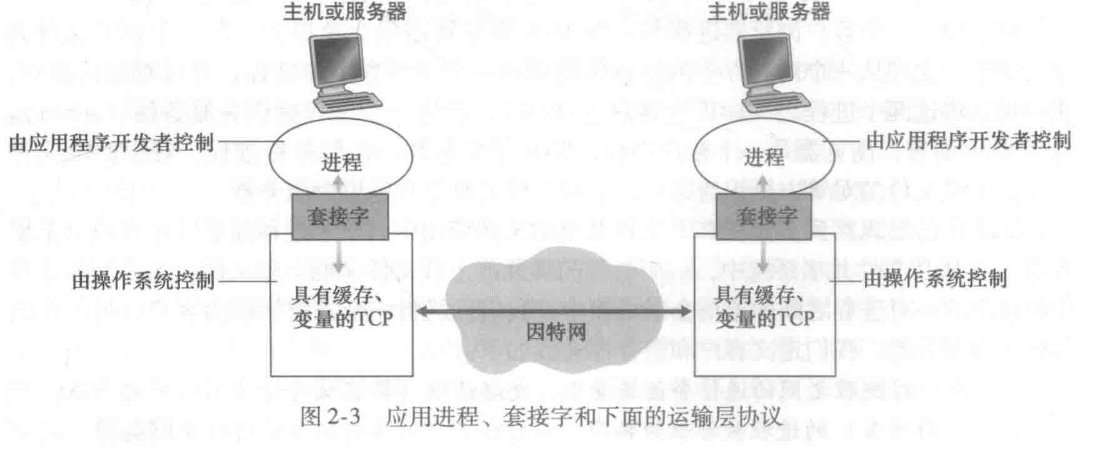 主机或服务器
主机或服务器
由应用程序开发者控制
进程
进程
由应用程序开发者控制
套接字
套接字
由操作系统控制
具有缓存、
变量的TCP
因特网
具有缓存、
变量的TCP
由操作系统控制
图 2-3 应用进程、套接字和下面的运输层协议